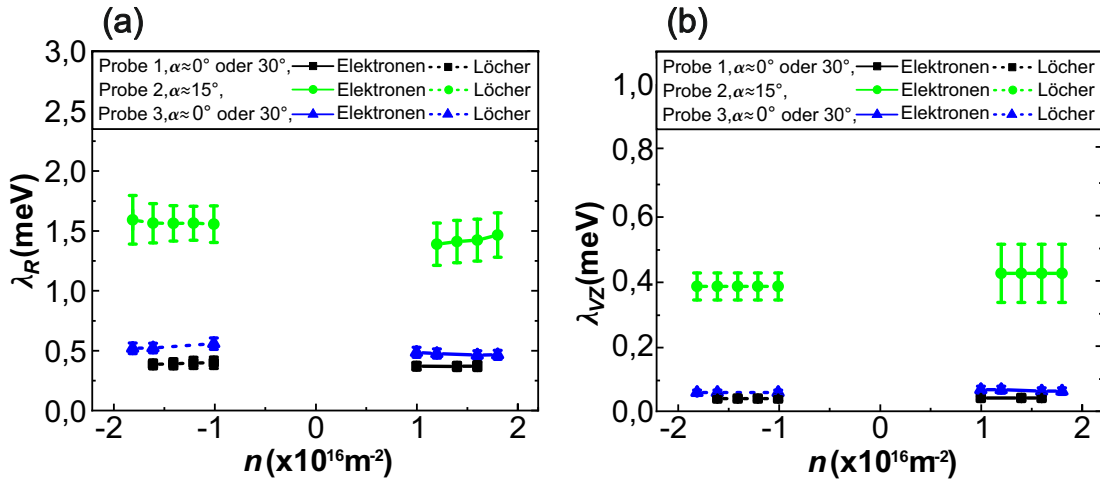 (a)
3,0
Probe 1,α≈0° oder 30°, Elektronen Löcher
Probe 2,α≈15°, Elektronen Löcher
Probe 3,α≈0° oder 30°, Elektronen Löcher
2,5
2,0
1,5
1,0
0,5
0,0
λR(meV)
-2 -1 0 1 2
n(x10¹⁶m⁻²)
(b)
Probe 1,α≈0° oder 30°, Elektronen Löcher
Probe 2,α≈15°, Elektronen Löcher
Probe 3,α≈0° oder 30°, Elektronen Löcher
1,0
0,8
0,6
0,4
0,2
0,0
λVZ(meV)
-2 -1 0 1 2
n(x10¹⁶m⁻²)